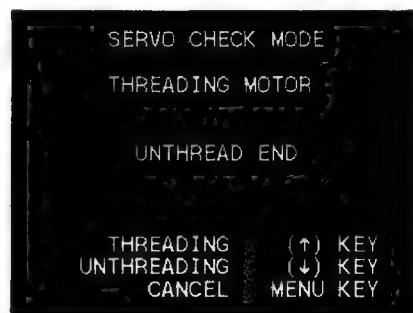 SERVO CHECK MODE
THREADING MOTOR
UNTHREAD END
THREADING (↑) KEY
UNTHREADING (↓) KEY
CANCEL MENU KEY